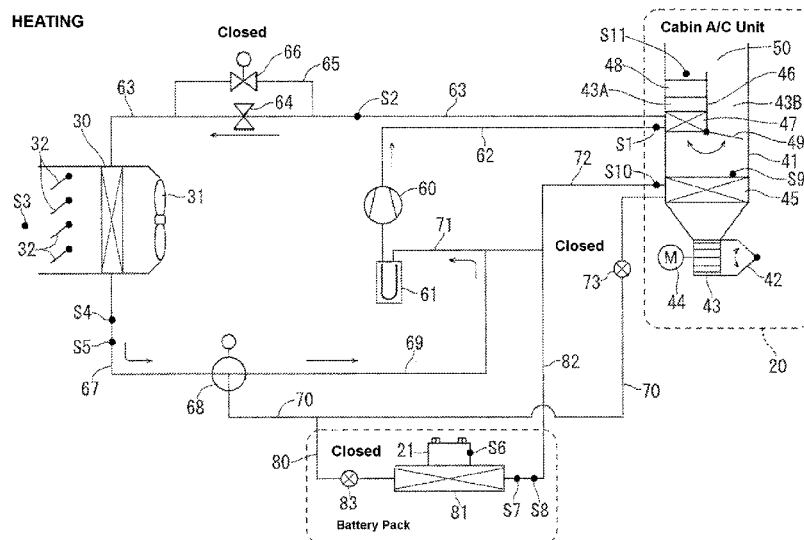 HEATING
Closed
Cabin A/C Unit
66
65
S11
50
48
46
64
63
S2
63
43A
43B
30
47
62
S1
49
32
41
72
S10
S9
31
60
45
S3
32
71
Closed
M
61
73
44
43
42
S4
S5
69
82
20
67
68
70
70
Closed
21
S6
80
83
81
S7
S8
Battery Pack